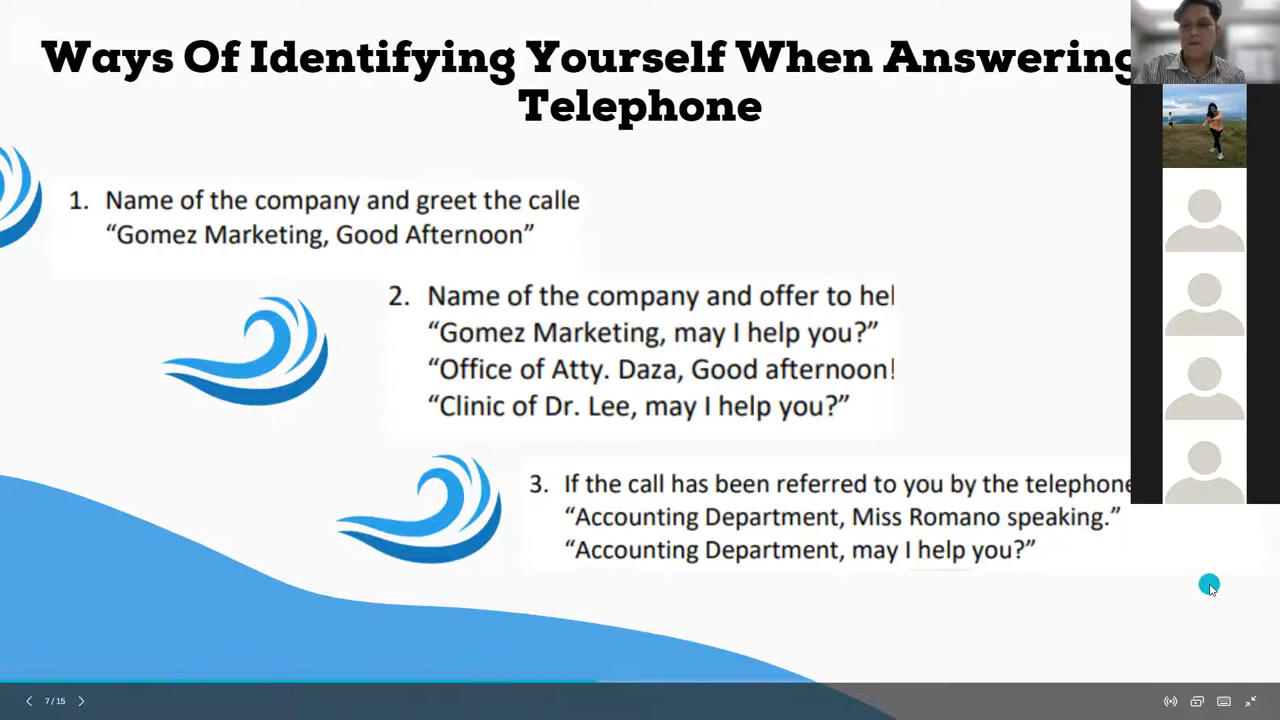 Ways Of Identifying Yourself When Answering
Telephone
1. Name of the company and greet the calle
“Gomez Marketing, Good Afternoon”
2. Name of the company and offer to hel
“Gomez Marketing, may I help you?”
“Office of Atty. Daza, Good afternoon!
“Clinic of Dr. Lee, may I help you?”
3. If the call has been referred to you by the telephone
“Accounting Department, Miss Romano speaking.”
“Accounting Department, may I help you?”
7 / 15